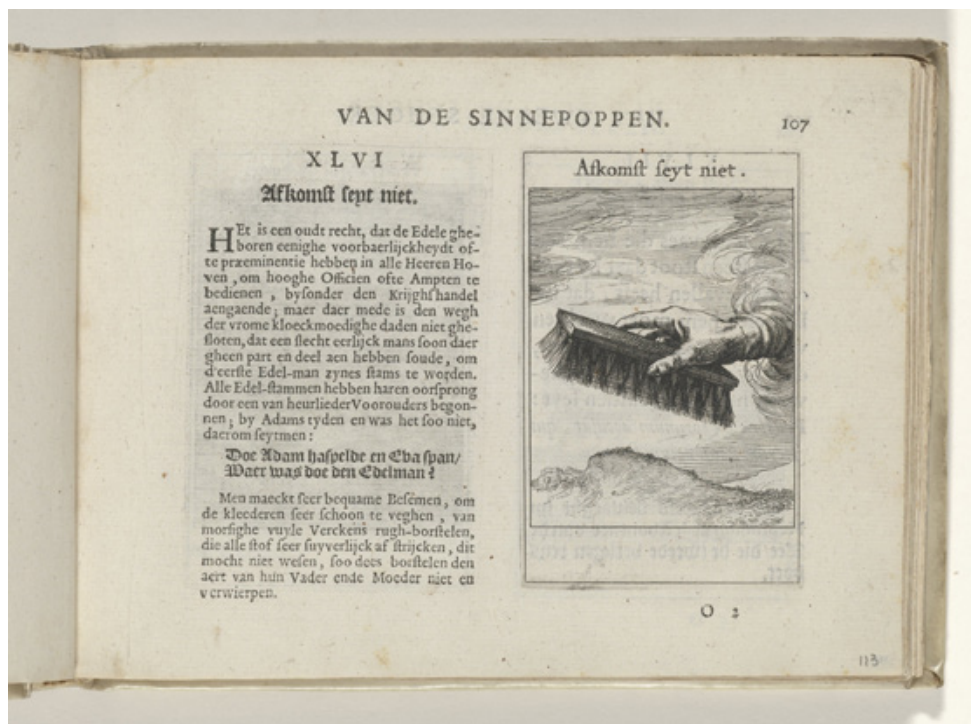 VAN DE SINNEPOPPEN.
107
XLVI
Afkomst seyt niet.
HEt is een oudt recht, dat de Edele ghe-
boren eenighe voorbaerlijckheydt of-
te præeminentie hebben in alle Heeren Ho-
ven, om hooghe Officien ofte Ampten te
bedienen, bysonder den Krijghshandel
aengaende; maer daer mede is den wegh
der vrome kloeckmoedighe daden niet ghe-
sloten, dat een slecht eerlijck mans soon daer
gheen part en deel aen hebben soude, om
d'eerste Edel-man zynes stams te worden.
Alle Edel-stammen hebben haren oorsprong
door een van heurlieder Voorouders begon-
nen; by Adams tyden en was het soo niet,
daerom seytmen:
Doe Adam haspelde en Eva span/
Waer was doe den Edelman?
Men maeckt seer bequame Besemen, om
de kleederen seer schoon te veghen, van
morsighe vuyle Verckens rugh-borstelen,
die alle stof seer suyverlijck af strijcken, dit
mocht niet wesen, soo dees borstelen den
aert van hun Vader ende Moeder niet en
verwierpen.
Afkomst seyt niet.
O 2
113